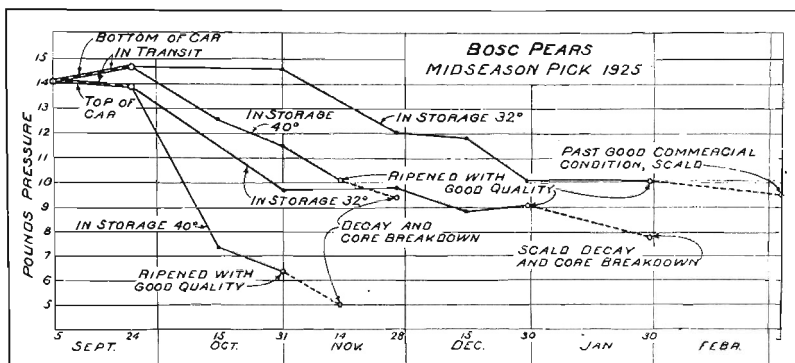 BOSC PEARS
MIDSEASON PICK 1925
BOTTOM OF CAR
IN TRANSIT
TOP OF
CAR
IN STORAGE
40°
IN STORAGE 32°
PAST GOOD COMMERCIAL
CONDITION, SCALD
RIPENED WITH
GOOD QUALITY
IN STORAGE 32°
IN STORAGE 40°
DECAY AND
CORE BREAKDOWN
SCALD DECAY
AND CORE BREAKDOWN
RIPENED WITH
GOOD QUALITY
POUNDS PRESSURE
15
14
13
12
11
10
9
8
7
6
5
5 24 15 31 14 28 15 30 30
SEPT. OCT. NOV. DEC. JAN FEBR.